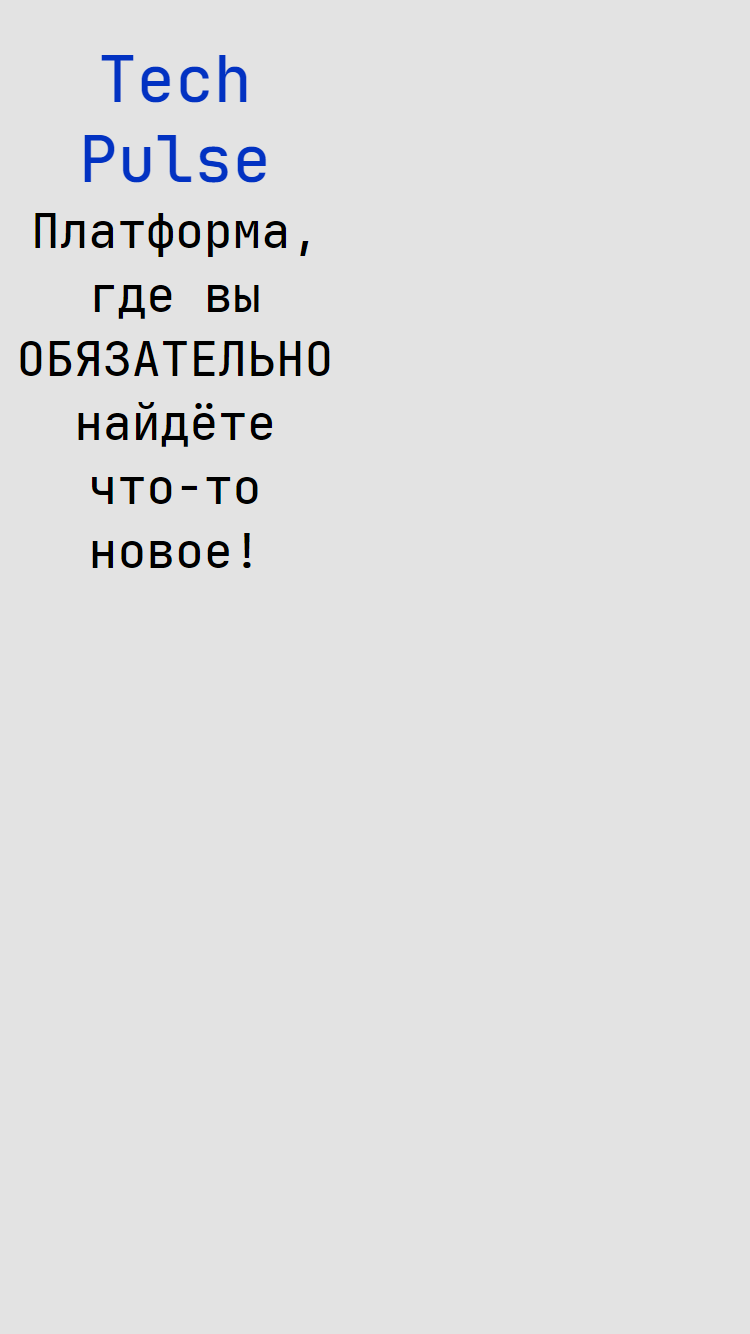 Tech
Pulse
Платформа,
где вы
ОБЯЗАТЕЛЬНО
найдёте
что-то
новое!